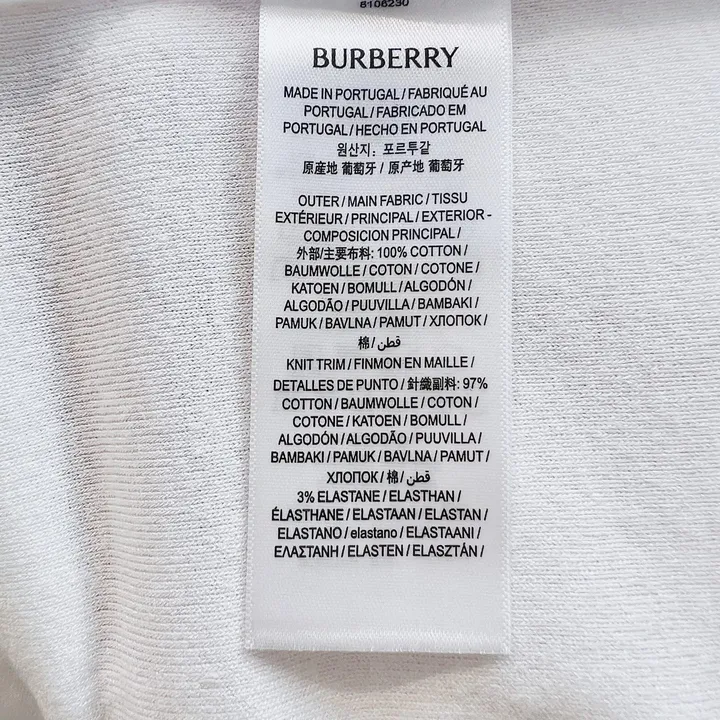 8106230
BURBERRY
MADE IN PORTUGAL / FABRIQUÉ AU
PORTUGAL / FABRICADO EM
PORTUGAL / HECHO EN PORTUGAL
원산지: 포르투갈
原産地 葡萄牙 / 原产地 葡萄牙
OUTER / MAIN FABRIC / TISSU
EXTÉRIEUR / PRINCIPAL / EXTERIOR -
COMPOSICION PRINCIPAL /
外部/主要布料: 100% COTTON /
BAUMWOLLE / COTON / COTONE /
KATOEN / BOMULL / ALGODÓN /
ALGODÃO / PUUVILLA / BAMBAKI /
PAMUK / BAVLNA / PAMUT / ХЛОПОК /
棉 / قطن
KNIT TRIM / FINMON EN MAILLE /
DETALLES DE PUNTO / 針織副料: 97%
COTTON / BAUMWOLLE / COTON /
COTONE / KATOEN / BOMULL /
ALGODÓN / ALGODÃO / PUUVILLA /
BAMBAKI / PAMUK / BAVLNA / PAMUT /
ХЛОПОК / 棉 / قطن
3% ELASTANE / ELASTHAN /
ÉLASTHANE / ELASTAAN / ELASTAN /
ELASTANO / elastano / ELASTAANI /
ΕΛΑΣΤΑΝΗ / ELASTEN / ELASZTÁN /